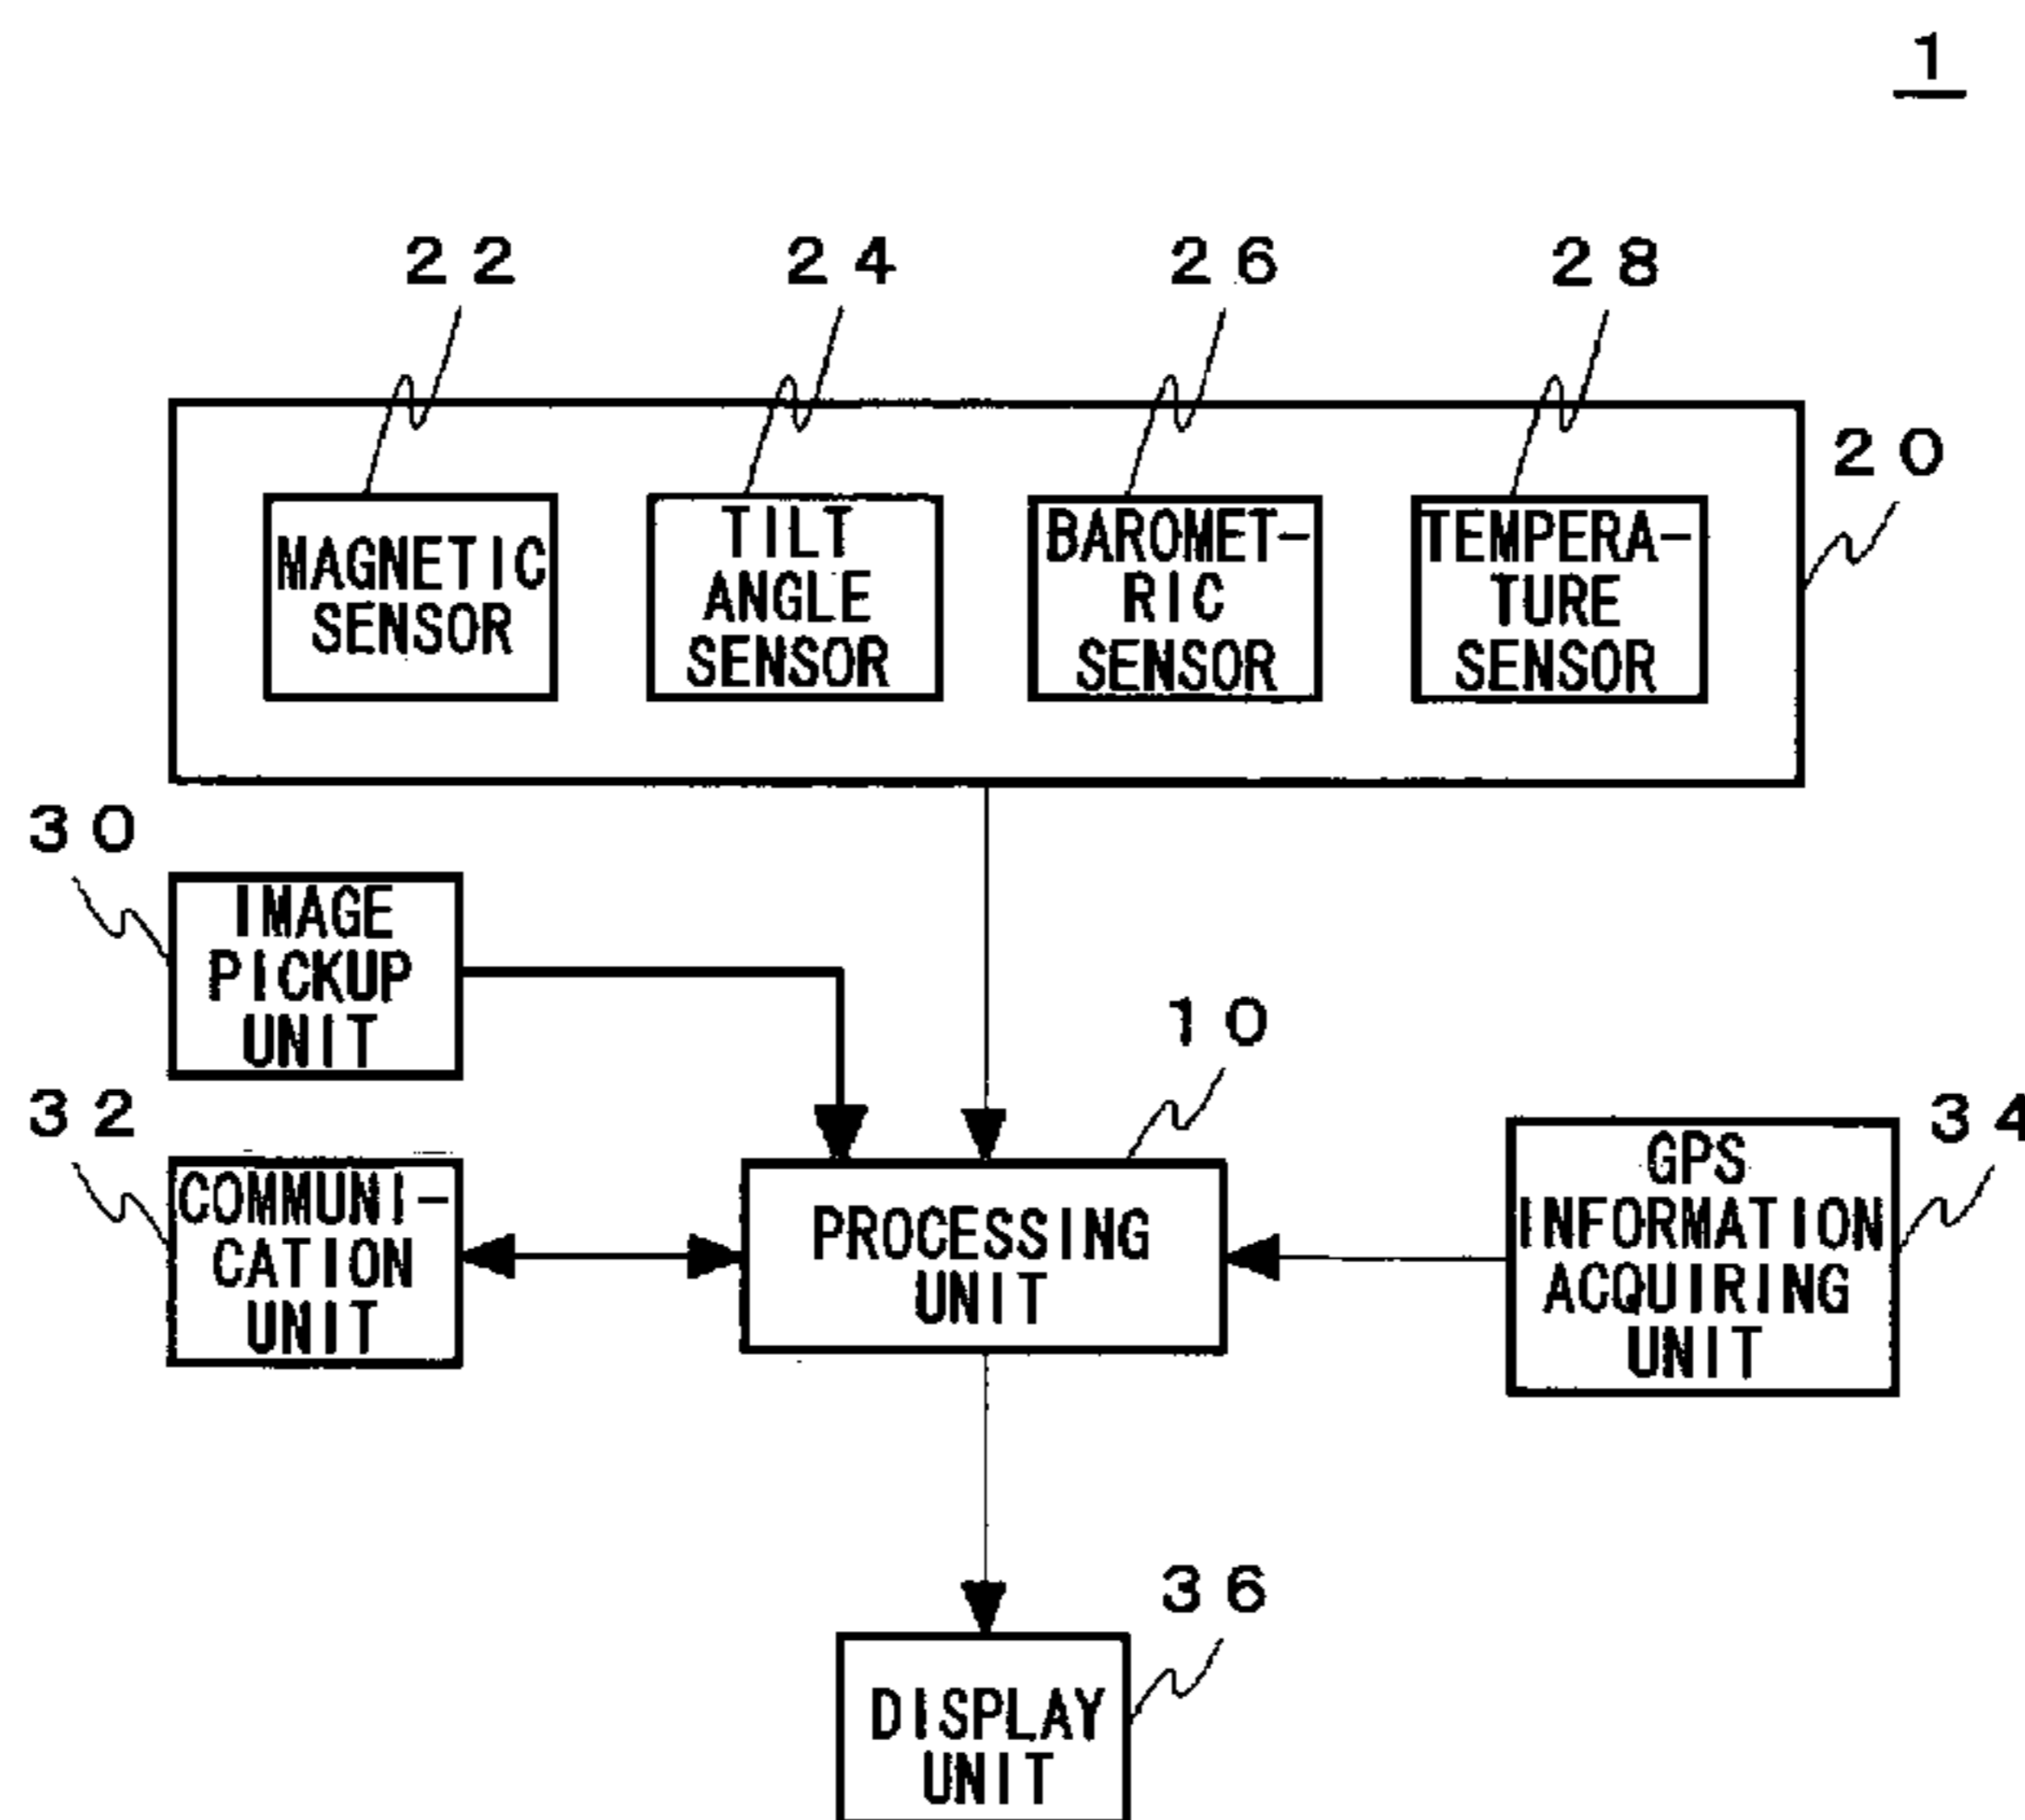 1
22
24
26
28
20
MAGNETIC
SENSOR
TILT
ANGLE
SENSOR
BAROMET-
RIC
SENSOR
TEMPERA-
TURE
SENSOR
30
IMAGE
PICKUP
UNIT
10
32
COMMUNI-
CATION
UNIT
PROCESSING
UNIT
34
GPS
INFORMATION
ACQUIRING
UNIT
36
DISPLAY
UNIT